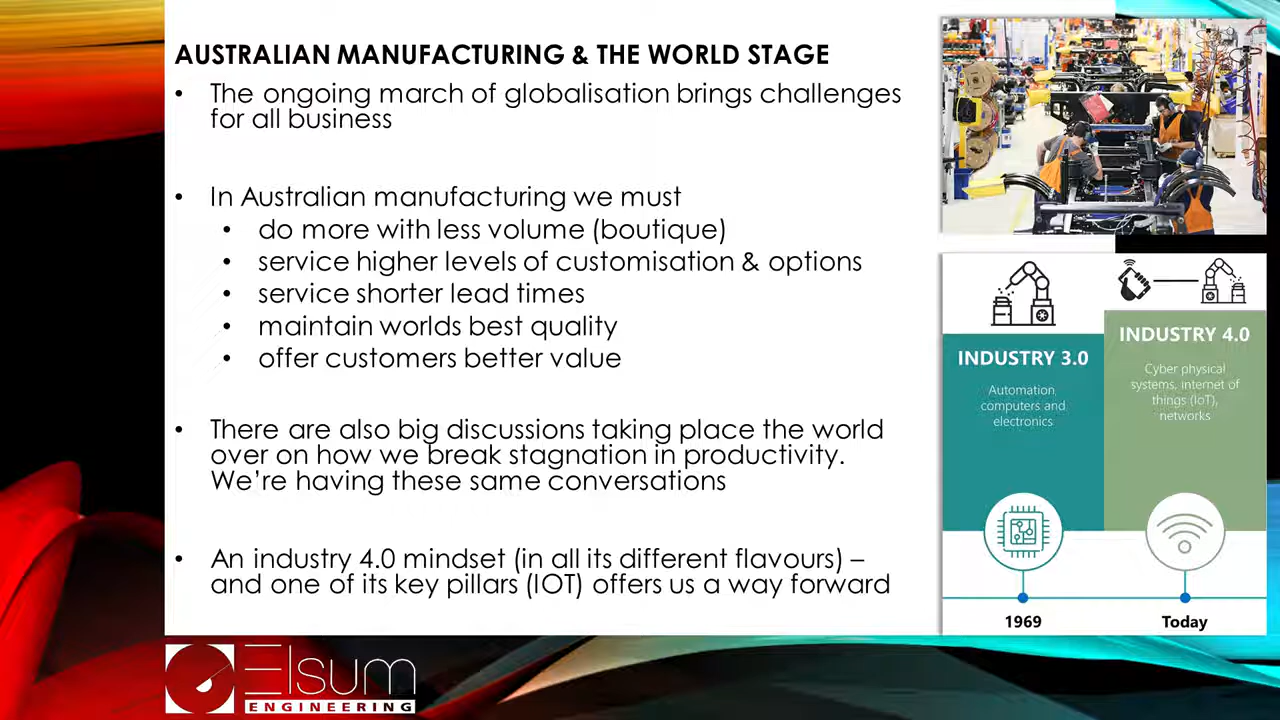 AUSTRALIAN MANUFACTURING & THE WORLD STAGE
• The ongoing march of globalisation brings challenges
for all business
• In Australian manufacturing we must
• do more with less volume (boutique)
• service higher levels of customisation & options
• service shorter lead times
• maintain worlds best quality
• offer customers better value
• There are also big discussions taking place the world
over on how we break stagnation in productivity.
We’re having these same conversations
• An industry 4.0 mindset (in all its different flavours) –
and one of its key pillars (IOT) offers us a way forward
INDUSTRY 3.0
Automation,
computers and
electronics
1969
INDUSTRY 4.0
Cyber physical
systems, internet of
things (IoT),
networks
Today
Elsum
ENGINEERING